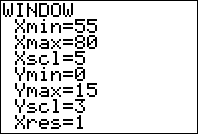 WINDOW
Xmin=55
Xmax=80
Xscl=5
Ymin=0
Ymax=15
Yscl=3
Xres=1